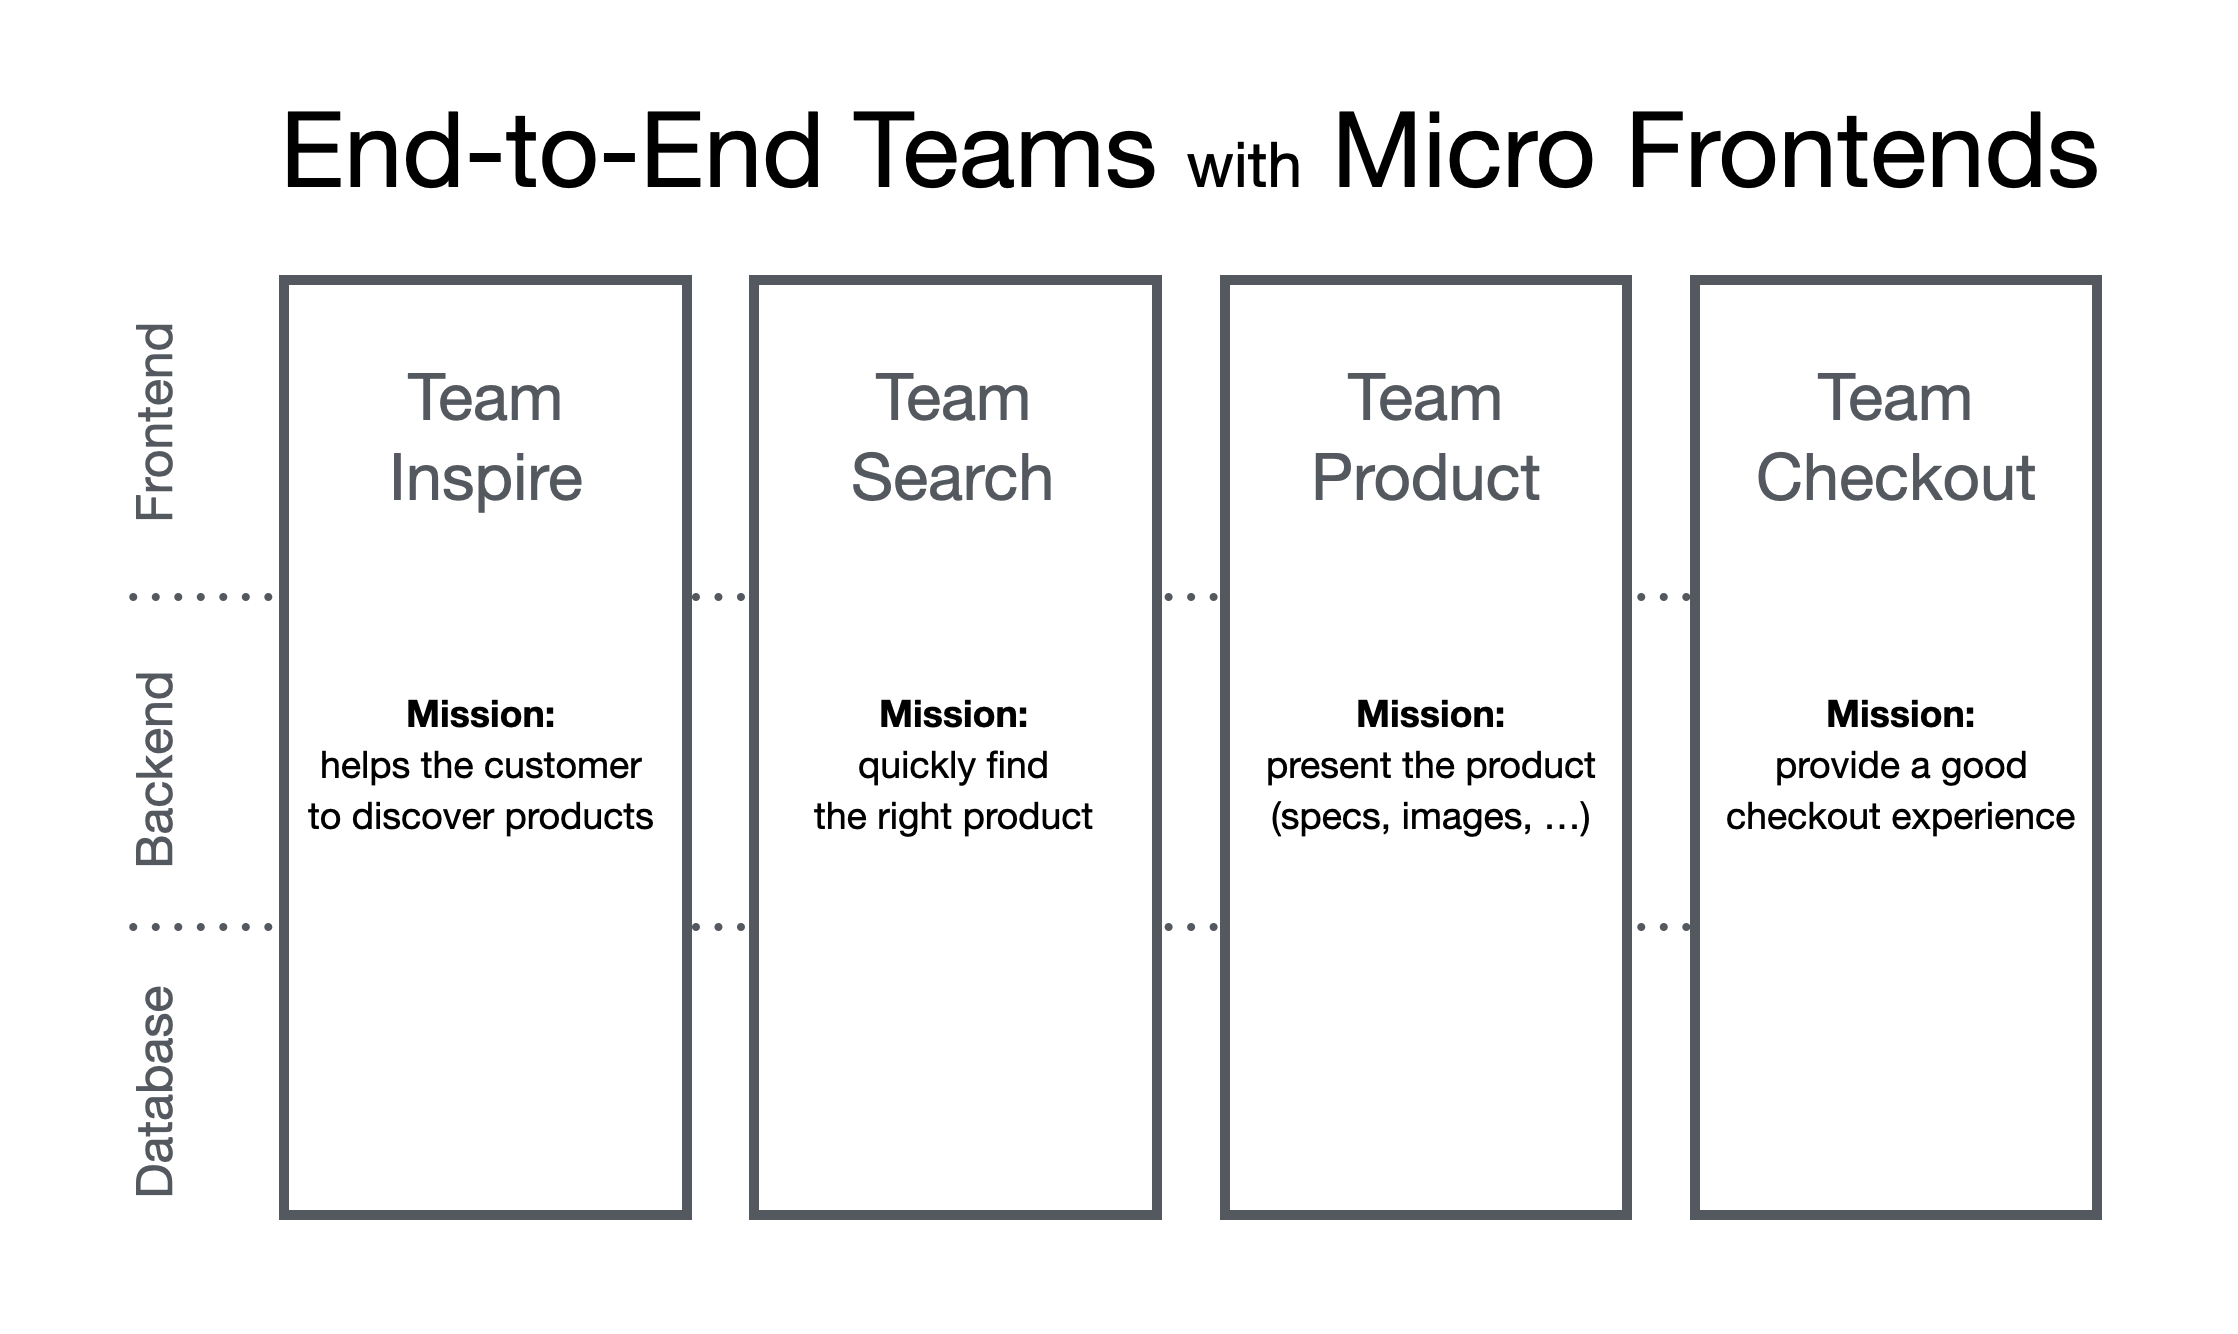 End-to-End Teams with Micro Frontends
Frontend
Team
Inspire
Team
Search
Team
Product
Team
Checkout
Backend
Mission:
helps the customer
to discover products
Mission:
quickly find
the right product
Mission:
present the product
(specs, images, …)
Mission:
provide a good
checkout experience
Database